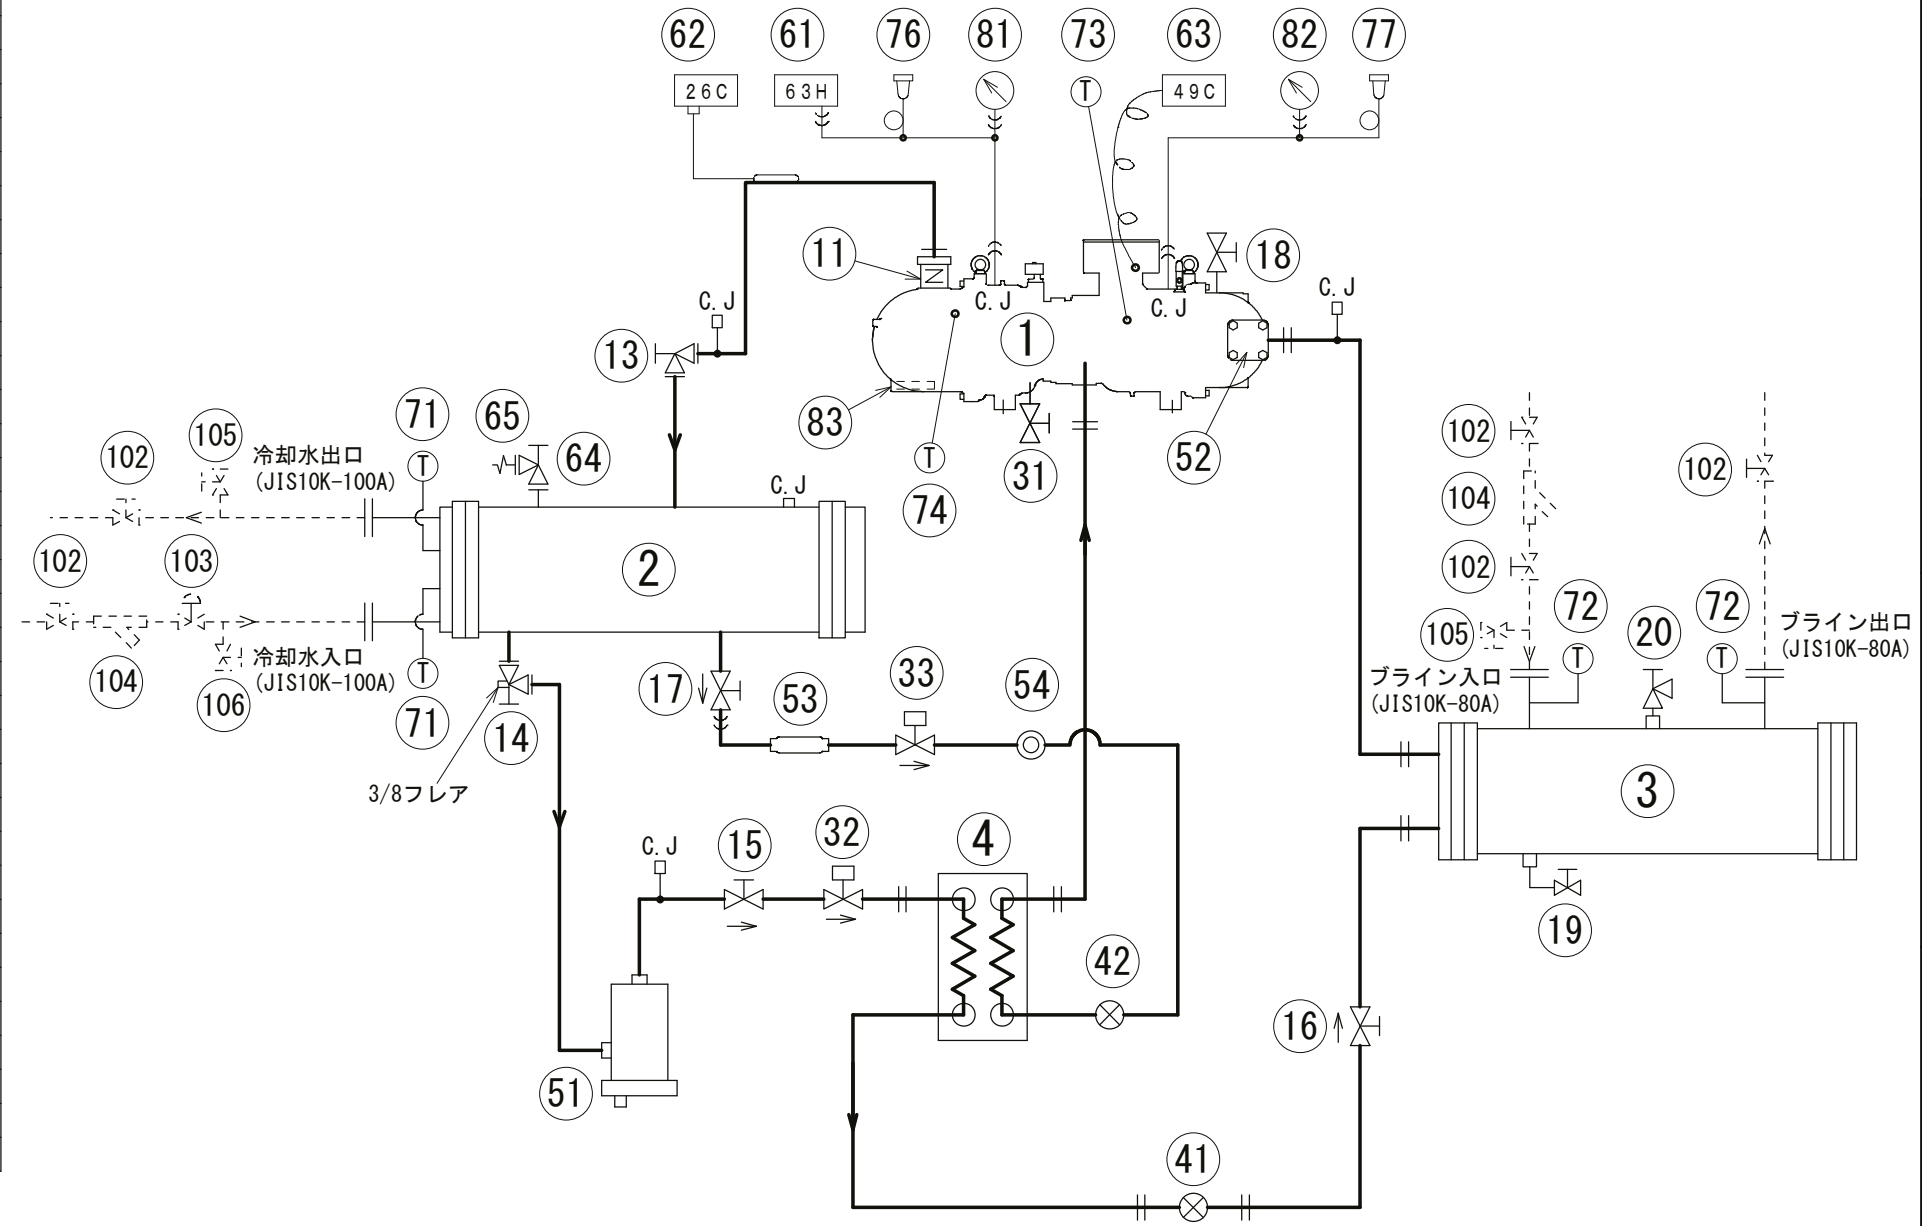 62 61 76 81 73 63 82 77
26C 63H T 49C
11 18
C.J C.J C.J C.J
13 1
83 52
71 65 64 T 31
105 冷却水出口
(JIS10K-100A)
102 T C.J 74
102 103 2
104 冷却水入口
(JIS10K-100A)
106 T
71 14 17 33 54
53
3/8フレア
102 102
104
102
105 72 20 72 ブライン出口
(JIS10K-80A)
T T
ブライン入口
(JIS10K-80A)
3
C.J 15 32 4
19
42
16
51
41